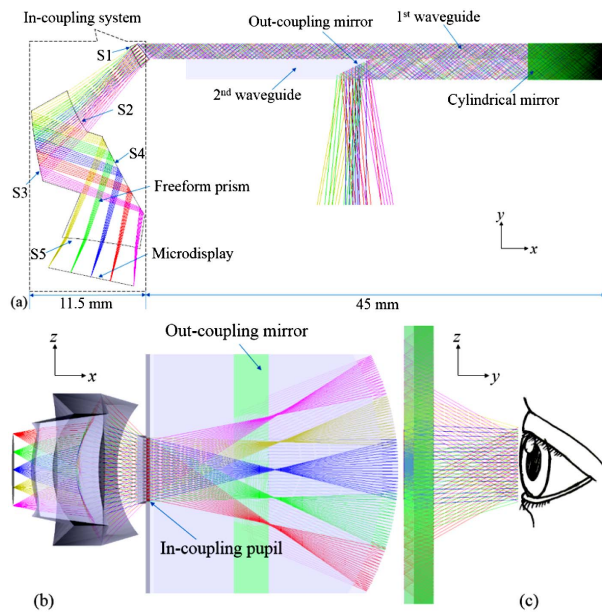 In-coupling system
S1
Out-coupling mirror
1st waveguide
S2
2nd waveguide
Cylindrical mirror
S4
S3
Freeform prism
y
x
S5
Microdisplay
(a)
11.5 mm
45 mm
Out-coupling mirror
z
x
z
y
In-coupling pupil
(b)
(c)